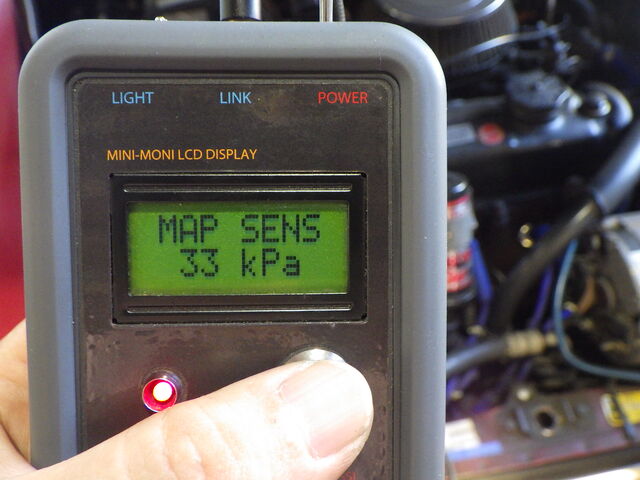 LIGHT LINK POWER
MINI-MONI LCD DISPLAY
MAP SENS
33 kPa